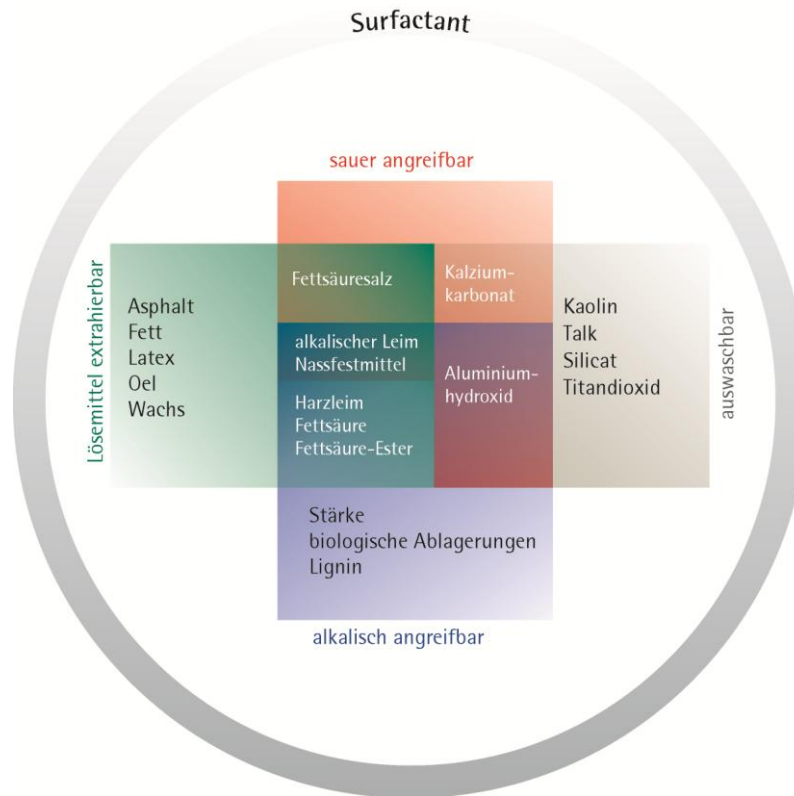 Surfactant
sauer angreifbar
Lösemittel extrahierbar
Asphalt
Fett
Latex
Oel
Wachs
Fettsäuresalz
Kalzium-
karbonat
alkalischer Leim
Nassfestmittel
Aluminium-
hydroxid
Harzleim
Fettsäure
Fettsäure-Ester
Kaolin
Talk
Silicat
Titandioxid
auswaschbar
Stärke
biologische Ablagerungen
Lignin
alkalisch angreifbar